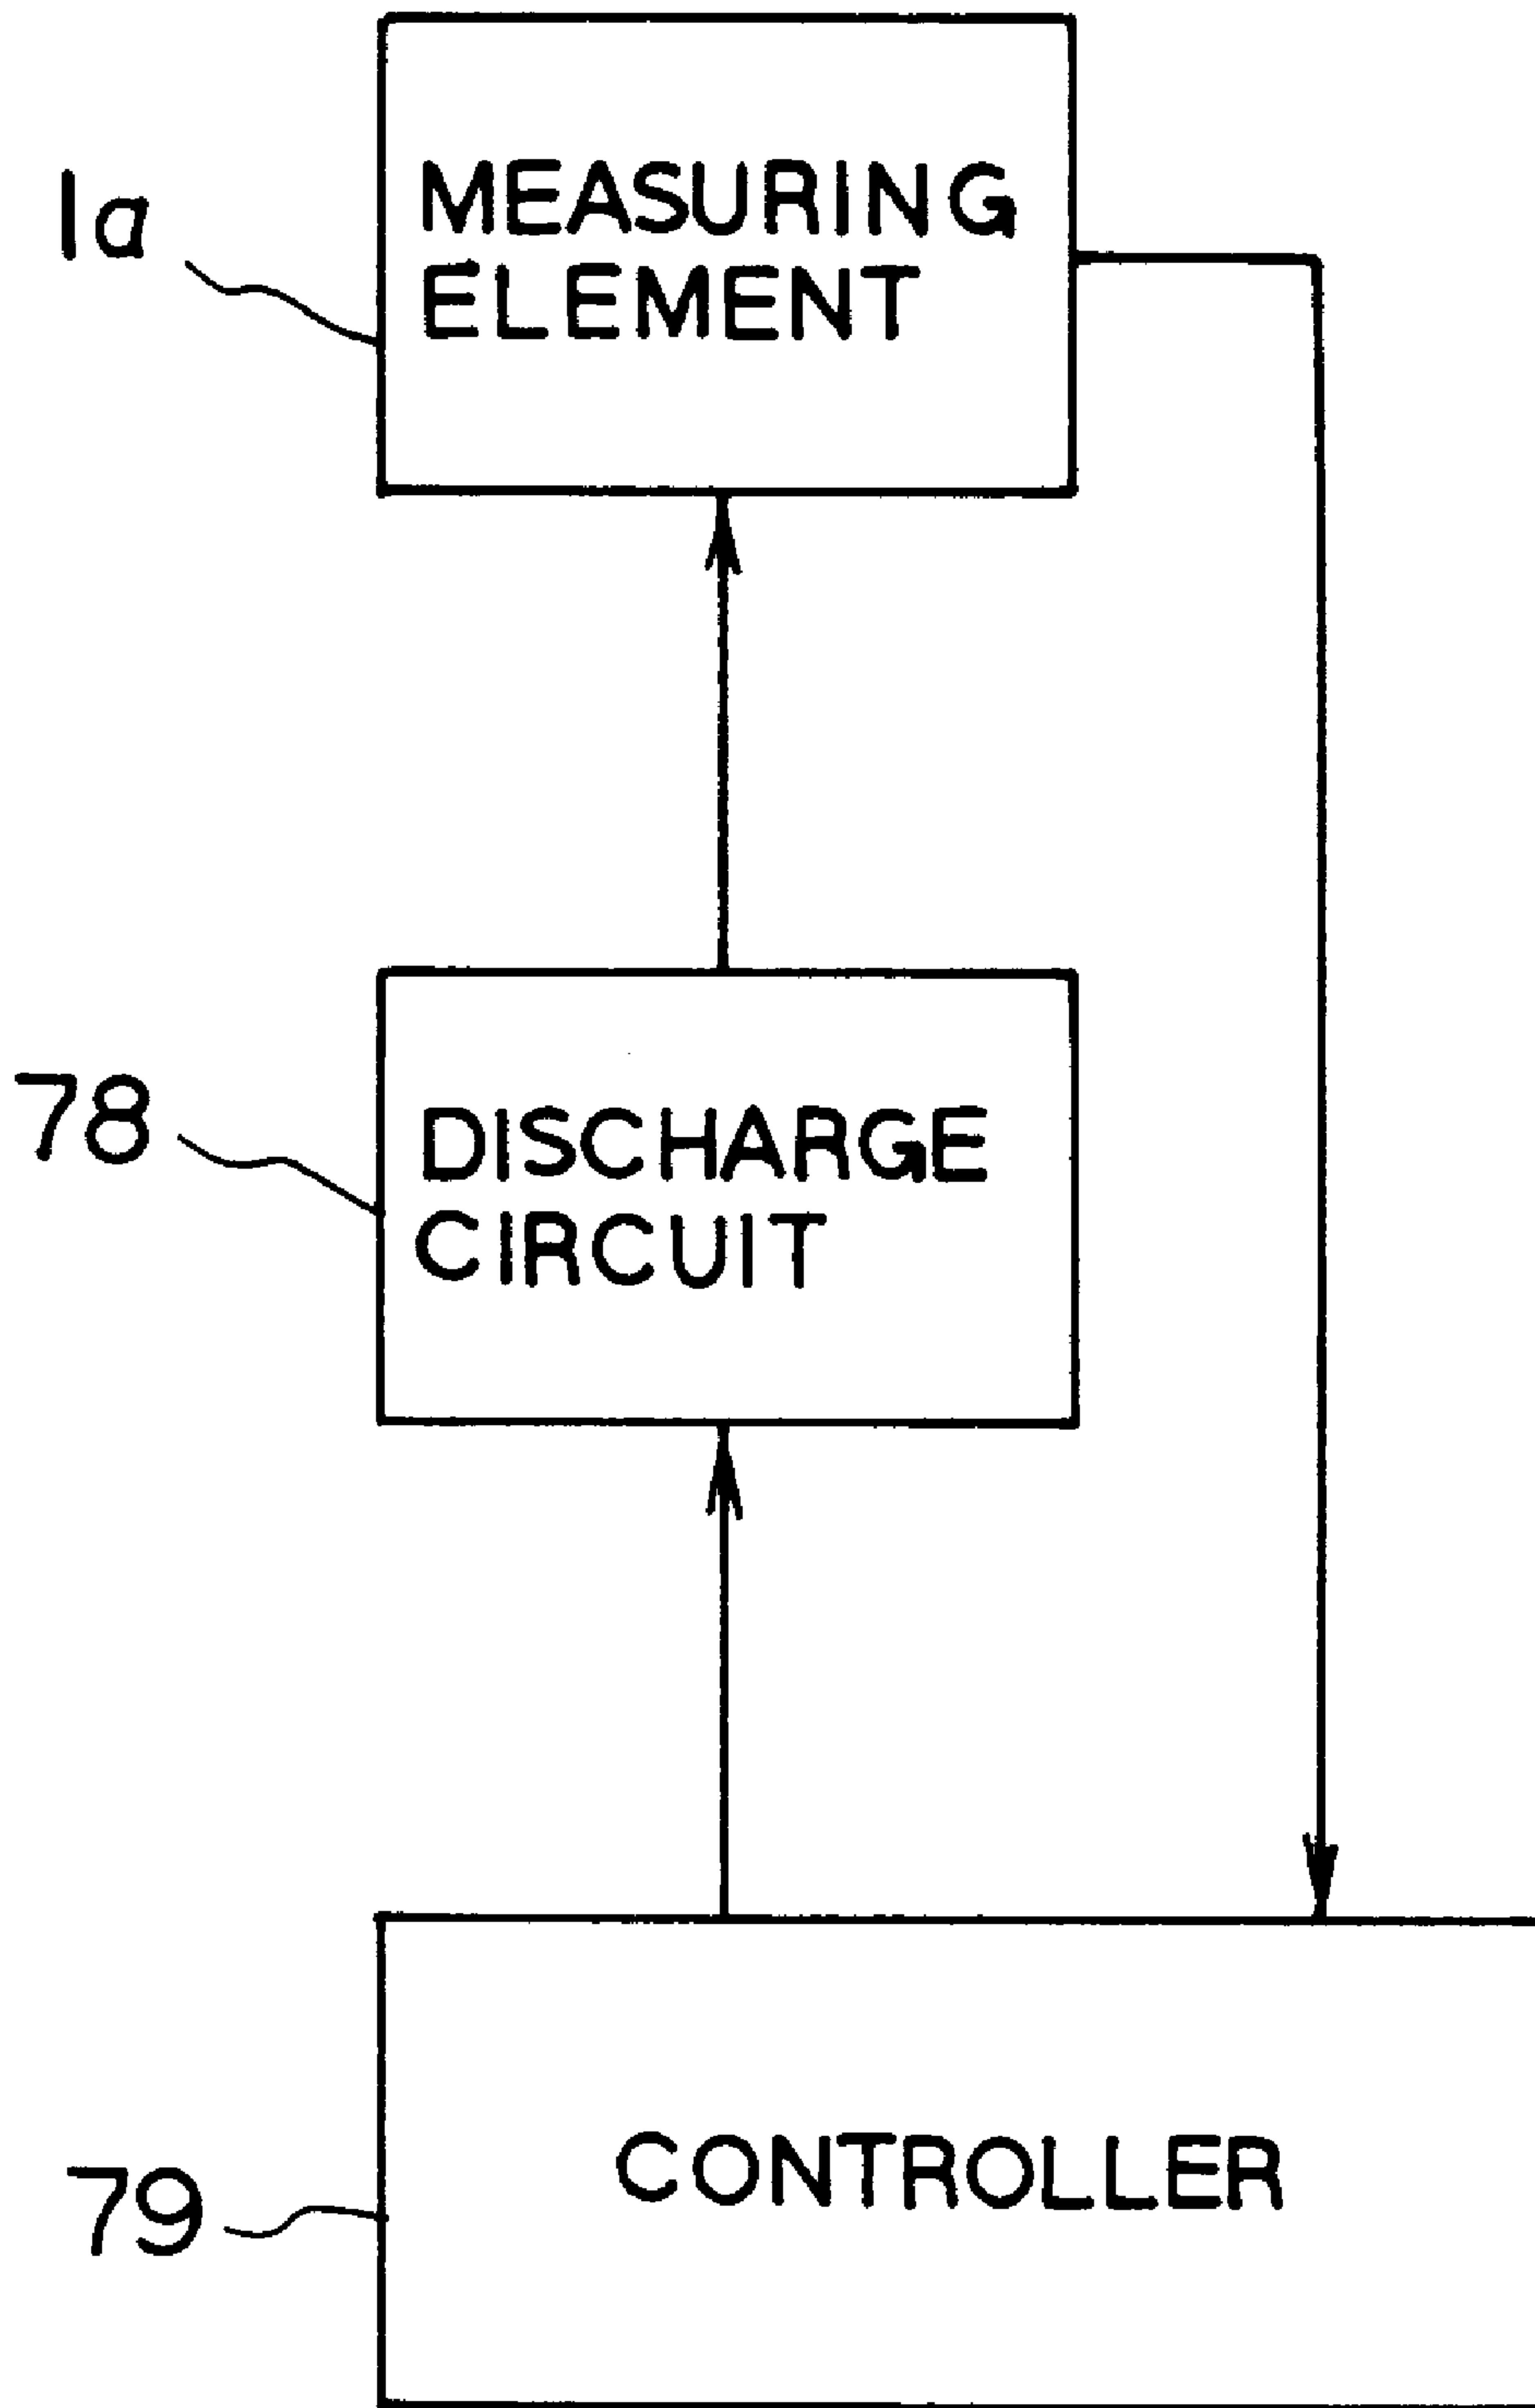 1a
MEASURING
ELEMENT
78
DISCHARGE
CIRCUIT
79
CONTROLLER